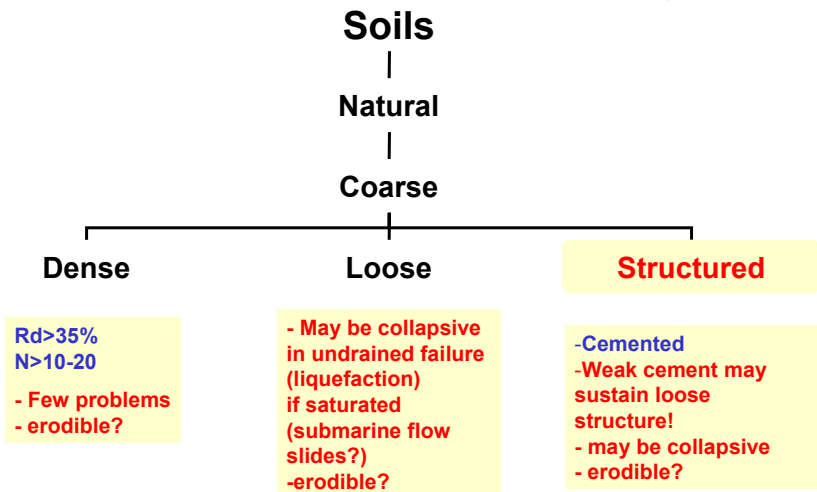 Soils
Natural
Coarse
Dense
Loose
Structured
Rd>35%
N>10-20
- Few problems
- erodible?
- May be collapsive
in undrained failure
(liquefaction)
if saturated
(submarine flow
slides?)
-erodible?
-Cemented
-Weak cement may
sustain loose
structure!
- may be collapsive
- erodible?